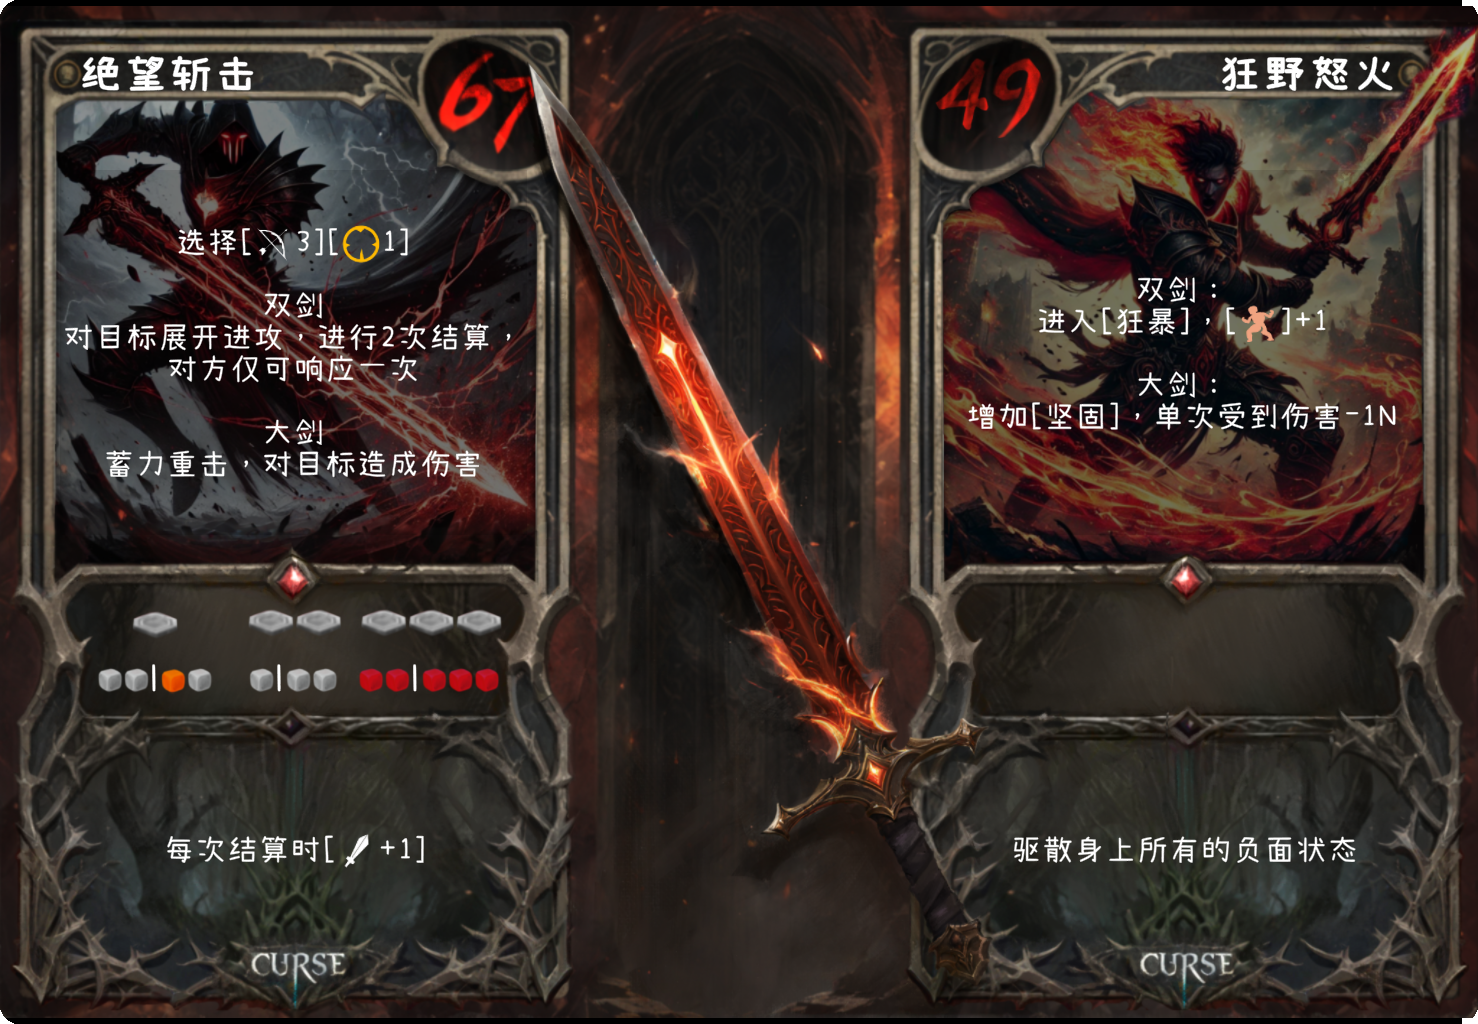 绝望斩击
67
选择[3][1]
双剑
对目标展开进攻，进行2次结算，
对方仅可响应一次
大剑
蓄力重击，对目标造成伤害
每次结算时[+1]
CURSE
49
狂野怒火
双剑：
进入[狂暴]，[]+1
大剑：
增加[坚固]，单次受到伤害-1N
驱散身上所有的负面状态
CURSE